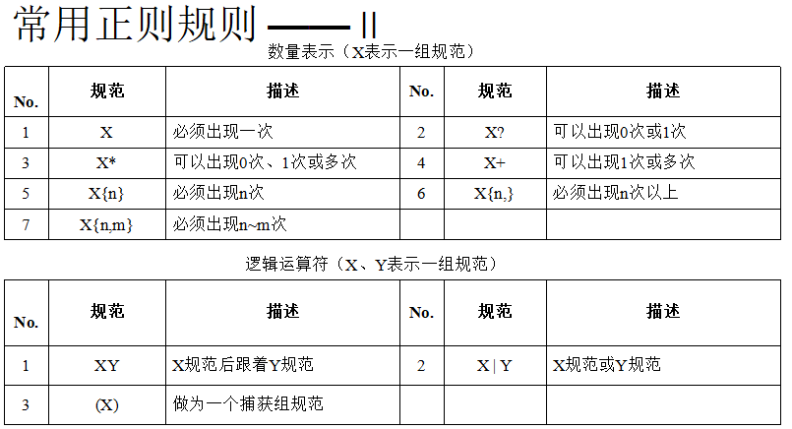 常用正则规则 —— II
数量表示（X表示一组规范）
No. 规范 描述 No. 规范 描述
1 X 必须出现一次 2 X? 可以出现0次或1次
3 X* 可以出现0次、1次或多次 4 X+ 可以出现1次或多次
5 X{n} 必须出现n次 6 X{n,} 必须出现n次以上
7 X{n,m} 必须出现n~m次
逻辑运算符（X、Y表示一组规范）
No. 规范 描述 No. 规范 描述
1 XY X规范后跟着Y规范 2 X | Y X规范或Y规范
3 (X) 做为一个捕获组规范